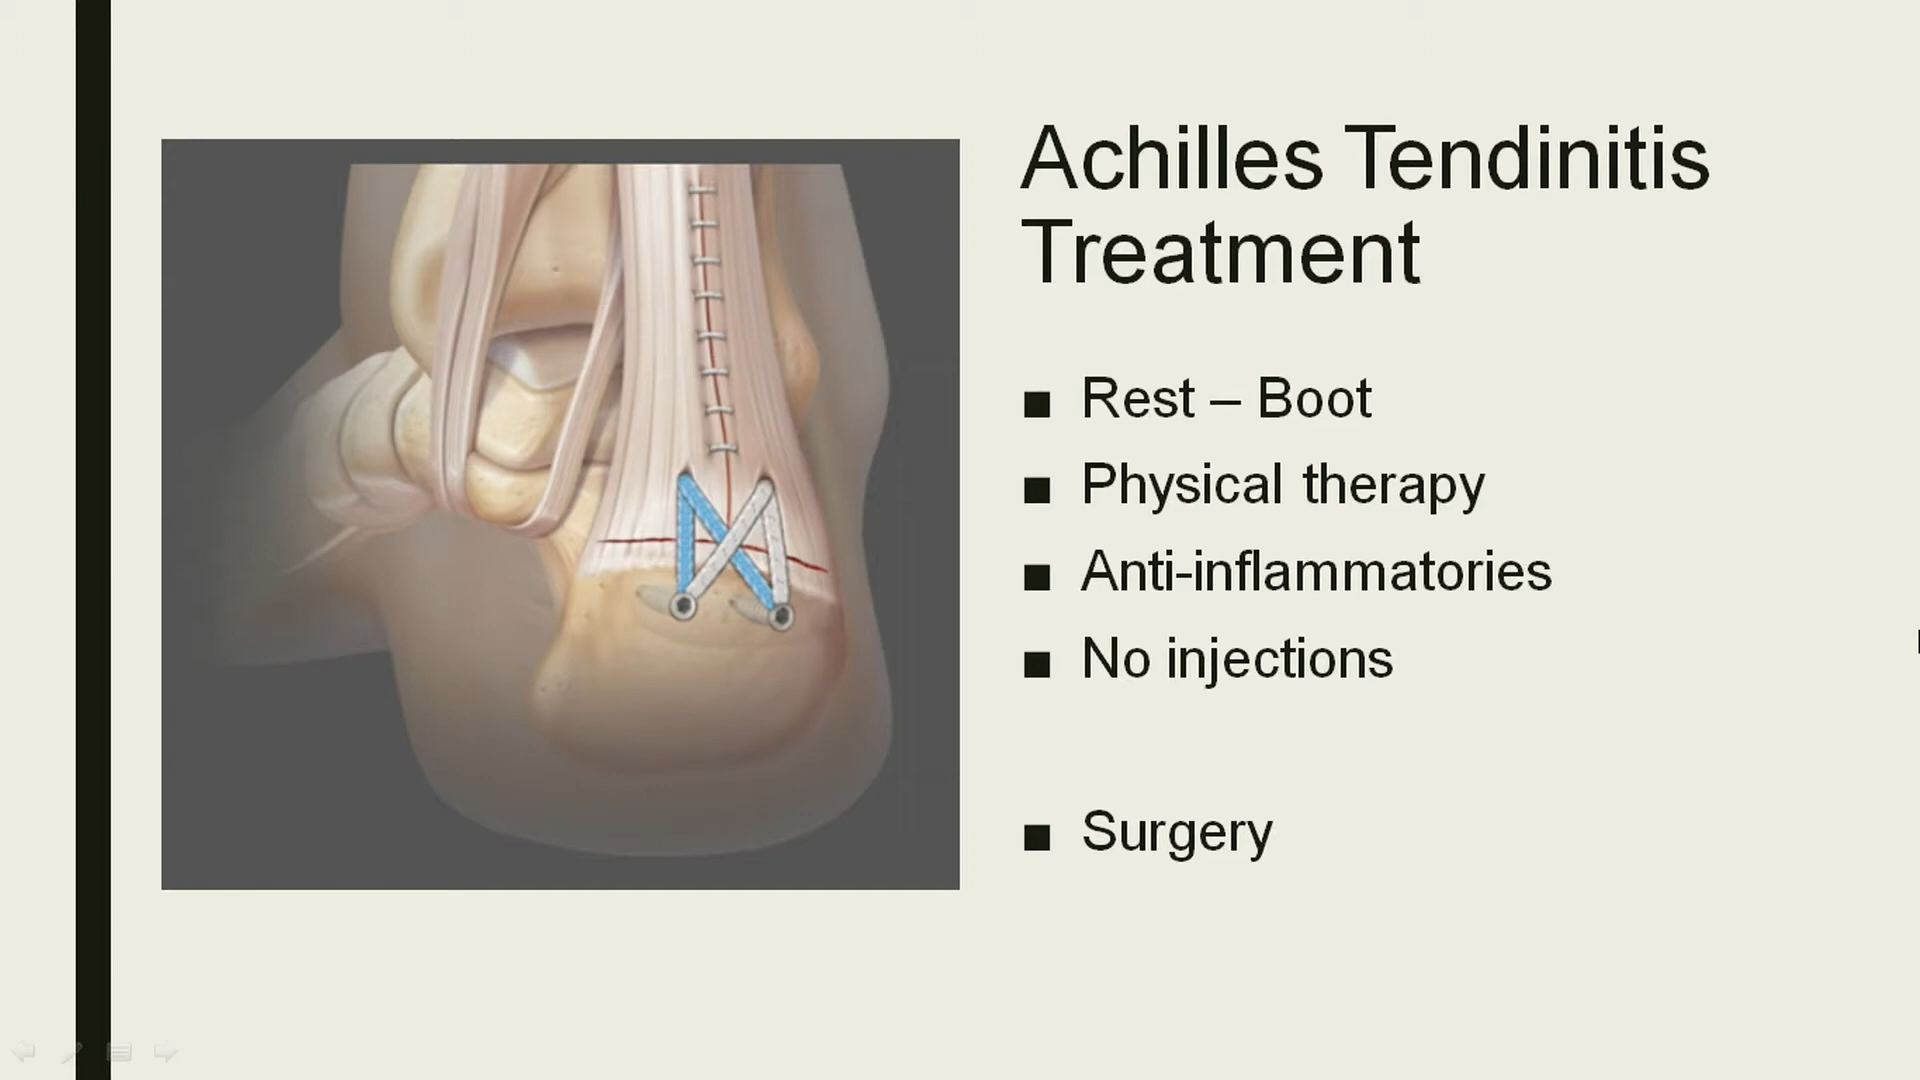 Achilles Tendinitis
Treatment
■ Rest – Boot
■ Physical therapy
■ Anti-inflammatories
■ No injections
■ Surgery